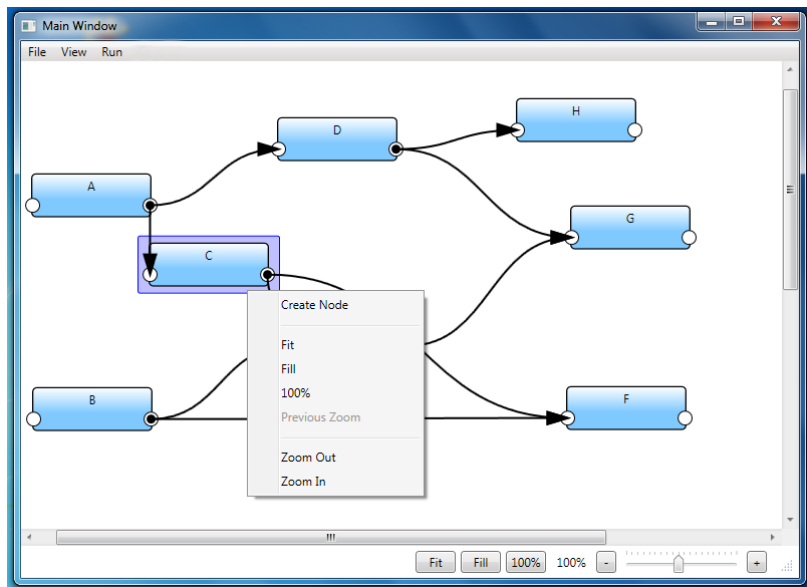 Main Window
File View Run
H
D
A
G
C
Create Node
Fit
Fill
100%
Previous Zoom
B
F
Zoom Out
Zoom In
Fit Fill 100% 100% - +